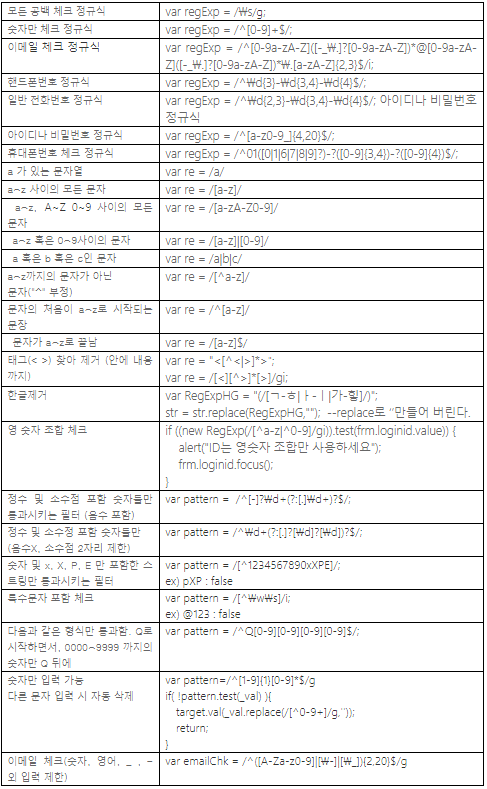 모든 공백 체크 정규식
var regExp = /₩s/g;
숫자만 체크 정규식
var regExp = /^[0-9]+$/;
이메일 체크 정규식
var regExp = /^[0-9a-zA-Z]([-_₩.]?[0-9a-zA-Z])*@[0-9a-zA-
Z]([-_₩.]?[0-9a-zA-Z])*₩.[a-zA-Z]{2,3}$/i;
핸드폰번호 정규식
var regExp = /^₩d{3}-₩d{3,4}-₩d{4}$/;
일반 전화번호 정규식
var regExp = /^₩d{2,3}-₩d{3,4}-₩d{4}$/; 아이디나 비밀번호
정규식
아이디나 비밀번호 정규식
var regExp = /^[a-z0-9_]{4,20}$/;
휴대폰번호 체크 정규식
var regExp = /^01([0|1|6|7|8|9]?)-?([0-9]{3,4})-?([0-9]{4})$/;
a 가 있는 문자열
var re = /a/
a~z 사이의 모든 문자
var re = /[a-z]/
a~z, A~Z 0~9 사이의 모든
문자
var re = /[a-zA-Z0-9]/
a~z 혹은 0~9사이의 문자
var re = /[a-z]|[0-9]/
a 혹은 b 혹은 c인 문자
var re = /a|b|c/
a~z까지의 문자가 아닌
문자("^" 부정)
var re = /[^a-z]/
문자의 처음이 a~z로 시작되는
문장
var re = /^[a-z]/
문자가 a~z로 끝남
var re = /[a-z]$/
태그(< >) 찾아 제거 (안에 내용
까지)
var re = "<[^<|>]*>";
var re = /[<][^>]*[>]/gi;
한글제거
var RegExpHG = "(/[ㄱ-ㅎ|ㅏ-ㅣ|가-힣]/)";
str = str.replace(RegExpHG,""); --replace로 ""만들어 버린다.
영 숫자 조합 체크
if ((new RegExp(/[^a-z|^0-9]/gi)).test(frm.loginid.value)) {
alert("ID는 영숫자 조합만 사용하세요");
frm.loginid.focus();
}
정수 및 소수점 포함 숫자들만
통과시키는 필터 (음수 포함)
var pattern = /^[-]?₩d+(?:[.]₩d+)?$/;
정수 및 소수정 포함 숫자들만
(음수X, 소수점 2자리 제한)
var pattern = /^₩d+(?:[.]?[₩d]?[₩d])?$/;
숫자 및 x, X, P, E 만 포함한 스
트링만 통과시키는 필터
var pattern = /[^1234567890xXPE]/;
ex) pXP : false
특수문자 포함 체크
var pattern = /[^₩w₩s]/i;
ex) @123 : false
다음과 같은 형식만 통과함. Q로
시작하면서, 0000~9999 까지의
숫자만 Q 뒤에
var pattern = /^Q[0-9][0-9][0-9][0-9]$/;
숫자만 입력 가능
다른 문자 입력 시 자동 삭제
var pattern=/^[1-9]{1}[0-9]*$/g
if( !pattern.test(_val) ){
target.val(_val.replace(/[^0-9+]/g,''));
return;
}
이메일 체크(숫자, 영어, _ , -
외 입력 제한)
var emailChk = /^([A-Za-z0-9]|[₩-]|[₩_]){2,20}$/g